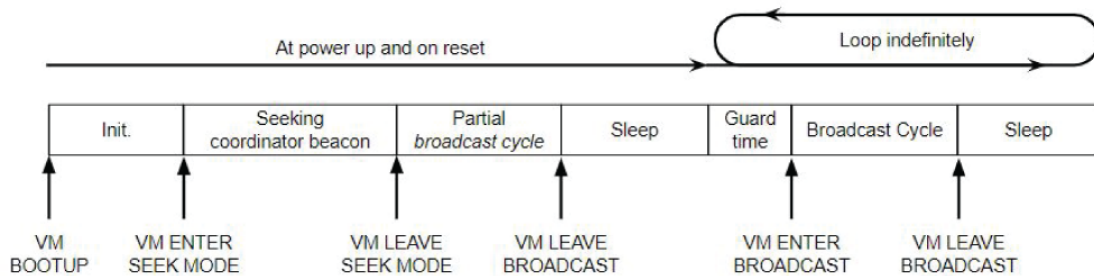 At power up and on reset
Loop indefinitely
Init.
Seeking
coordinator beacon
Partial
broadcast cycle
Sleep
Guard
time
Broadcast Cycle
Sleep
VM
BOOTUP
VM ENTER
SEEK MODE
VM LEAVE
SEEK MODE
VM LEAVE
BROADCAST
VM ENTER
BROADCAST
VM LEAVE
BROADCAST